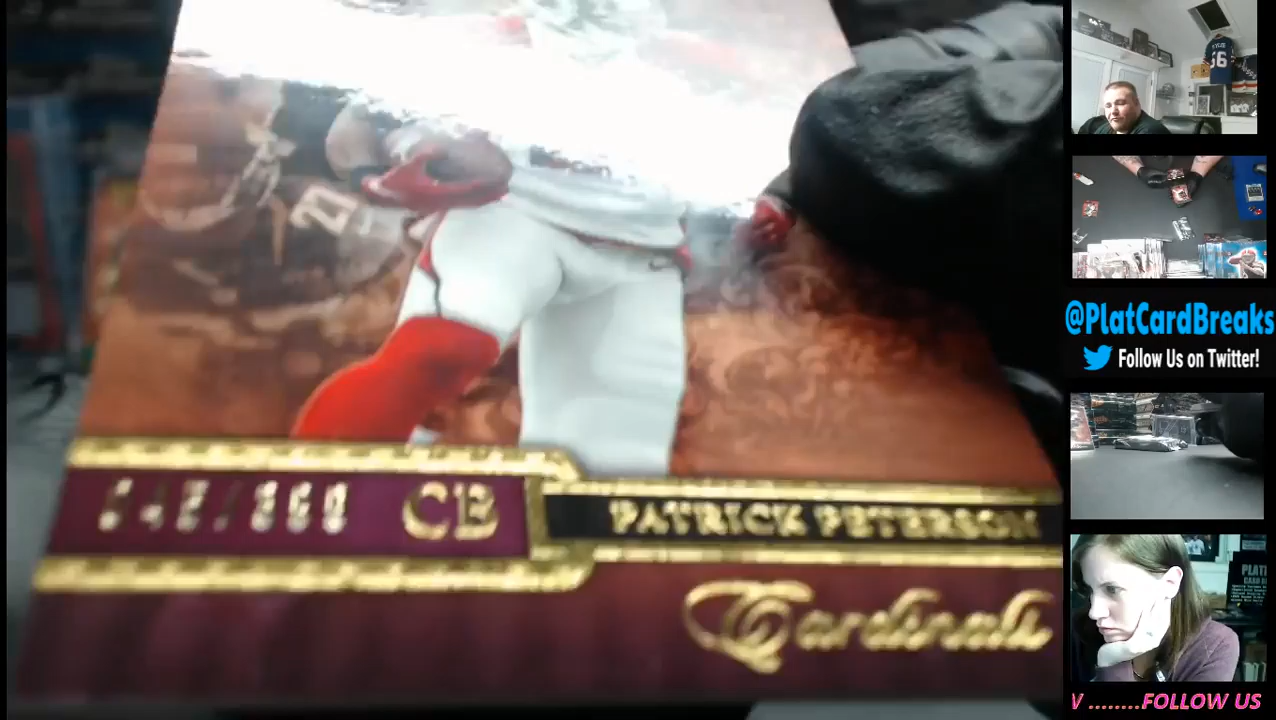 CB
PATRICK PETERSON
Cardinals
@PlatCardBreaks
Follow Us on Twitter!
V ........FOLLOW US